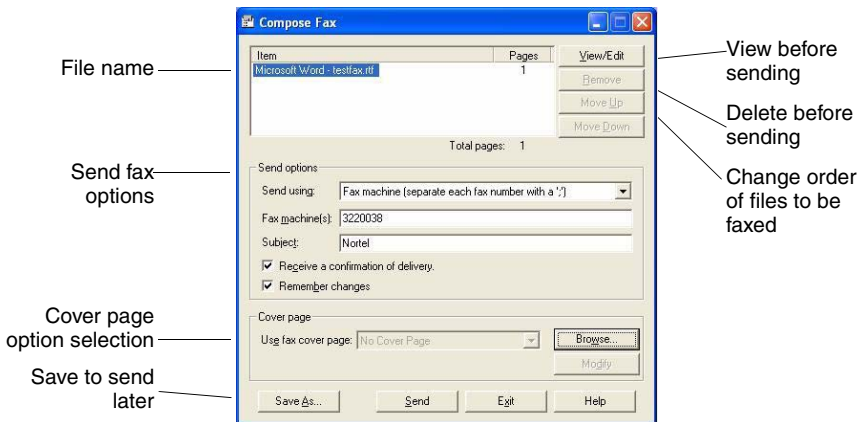 Compose Fax
File name
Item Pages
Microsoft Word - testfax.rtf 1
Total pages: 1
View/Edit
Remove
Move Up
Move Down
View before
sending
Delete before
sending
Change order
of files to be
faxed
Send fax
options
Send options
Send using: Fax machine (separate each fax number with a ';')
Fax machine(s): 3220038
Subject: Nortel
Receive a confirmation of delivery.
Remember changes
Cover page
option selection
Cover page
Use fax cover page: No Cover Page
Browse...
Modify
Save to send
later
Save As... Send Exit Help